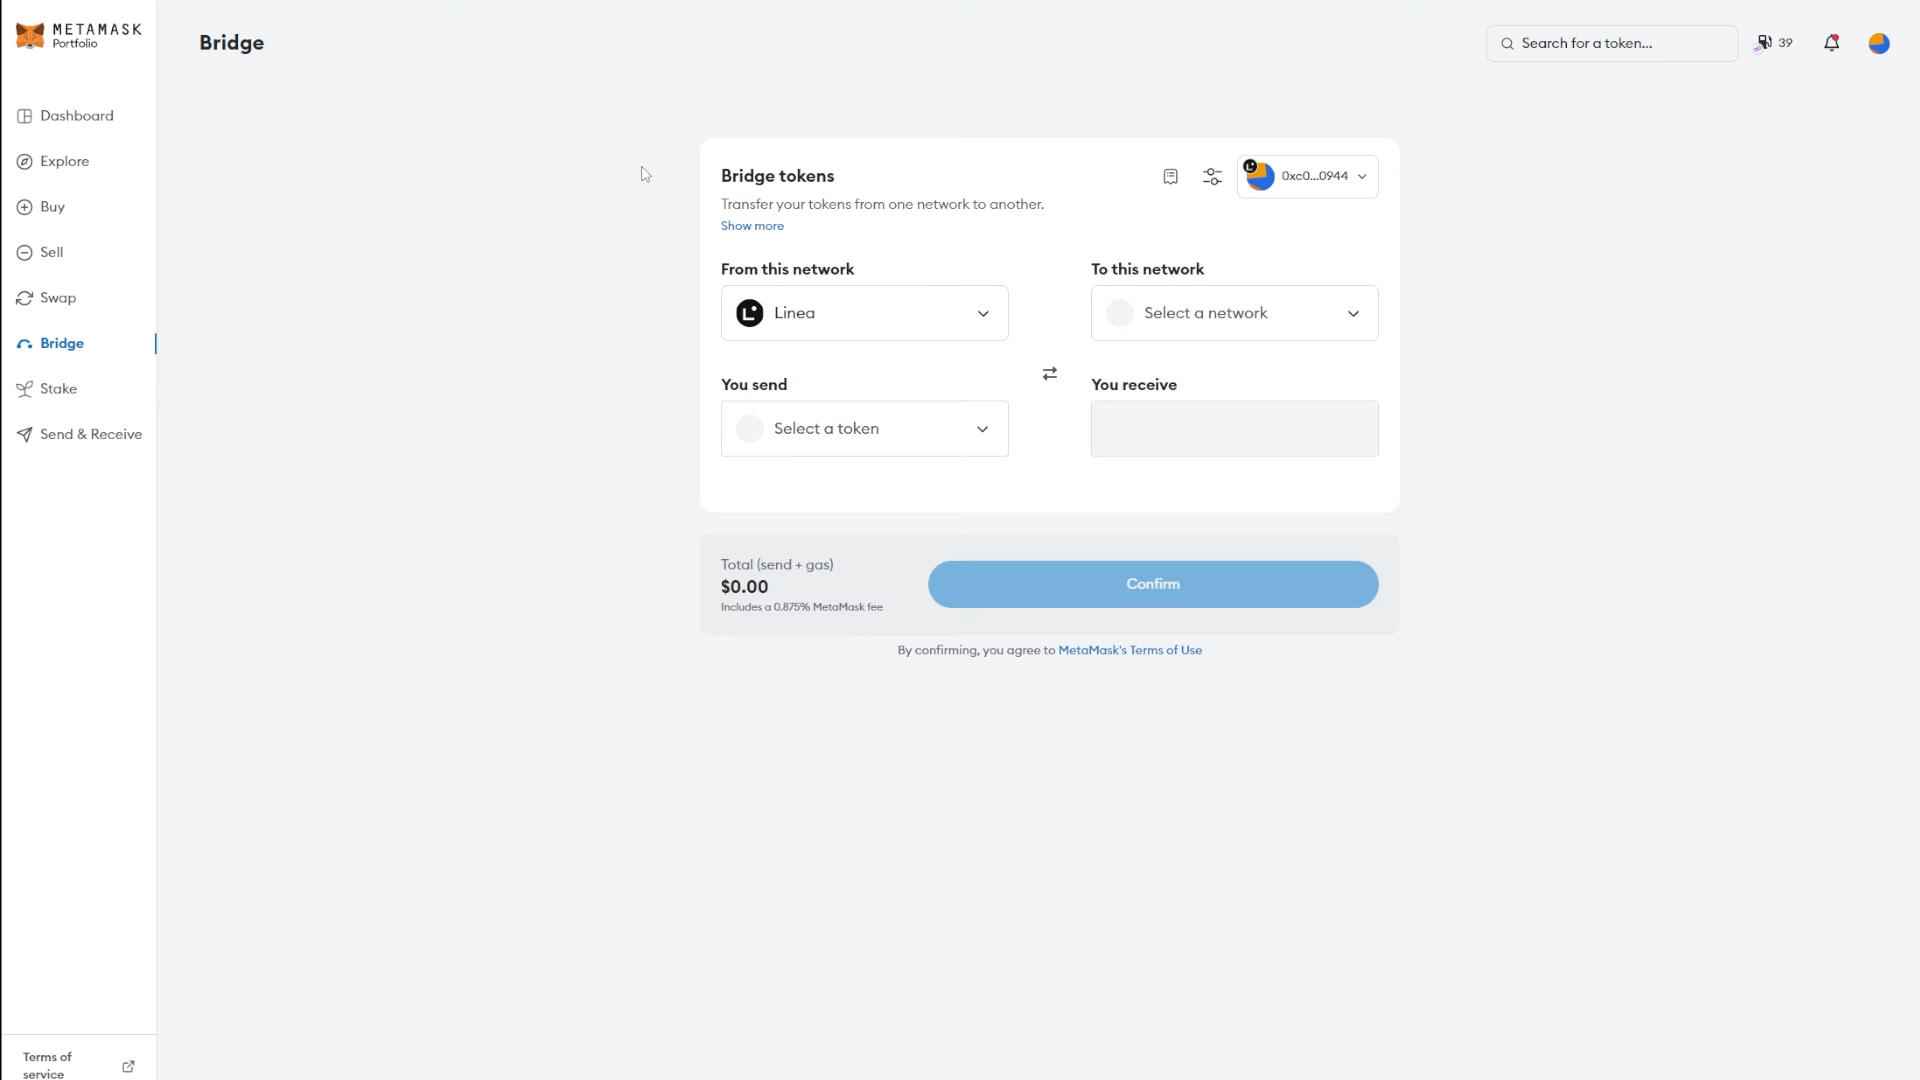 METAMASK
Portfolio
Bridge
Search for a token...
39
Dashboard
Explore
Buy
Sell
Swap
Bridge
Stake
Send & Receive
Bridge tokens
0xc0...0944
Transfer your tokens from one network to another.
Show more
From this network
To this network
Linea
Select a network
You send
You receive
Select a token
Total (send + gas)
$0.00
Includes a 0.875% MetaMask fee
Confirm
By confirming, you agree to MetaMask's Terms of Use
Terms of
service